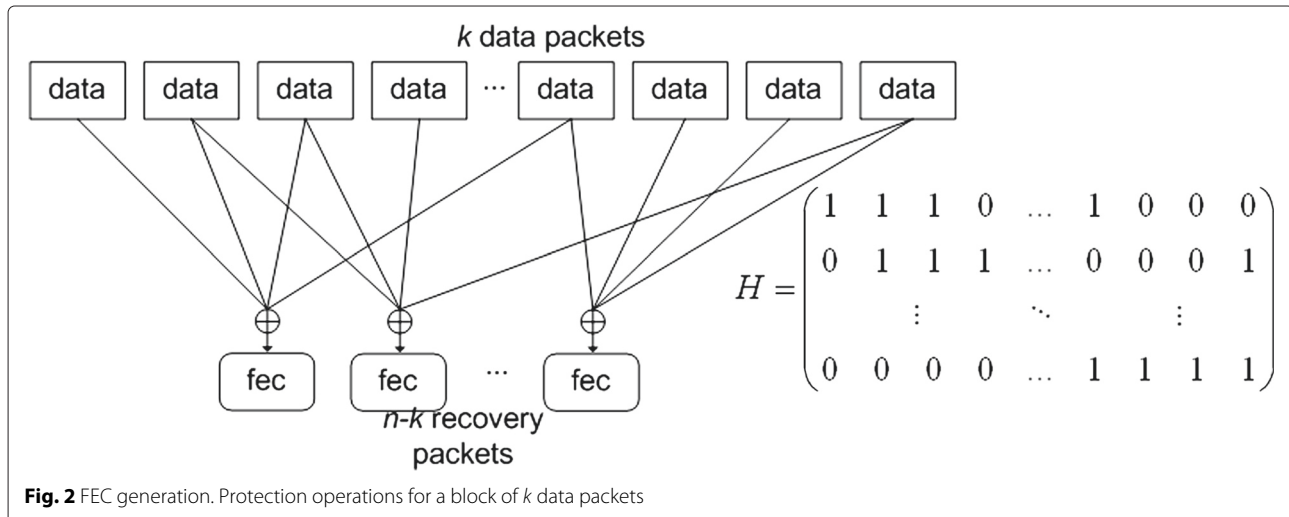 k data packets
data data data data ... data data data data
H = 
1 1 1 0 ... 1 0 0 0
0 1 1 1 ... 0 0 0 1
⋮ ⋱ ⋮
0 0 0 0 ... 1 1 1 1
fec fec ... fec
n-k recovery
packets
Fig. 2 FEC generation. Protection operations for a block of k data packets